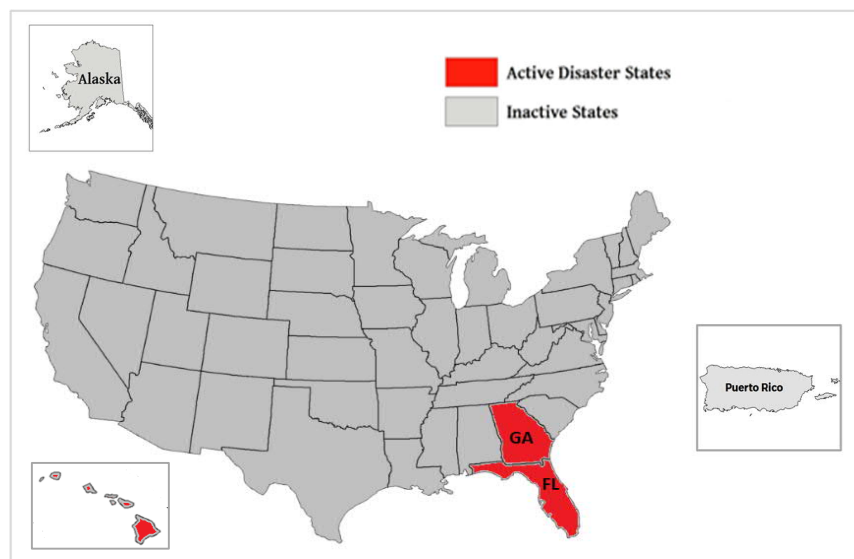 Alaska
Active Disaster States
Inactive States
Puerto Rico
GA
FL